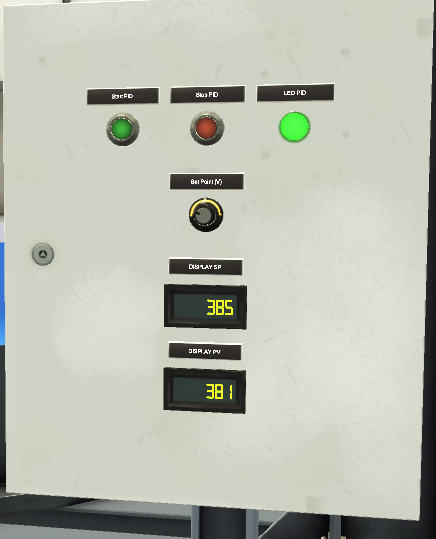 Start PID
Stop PID
LED PID
Set Point (V)
DISPLAY SP
385
DISPLAY PV
381